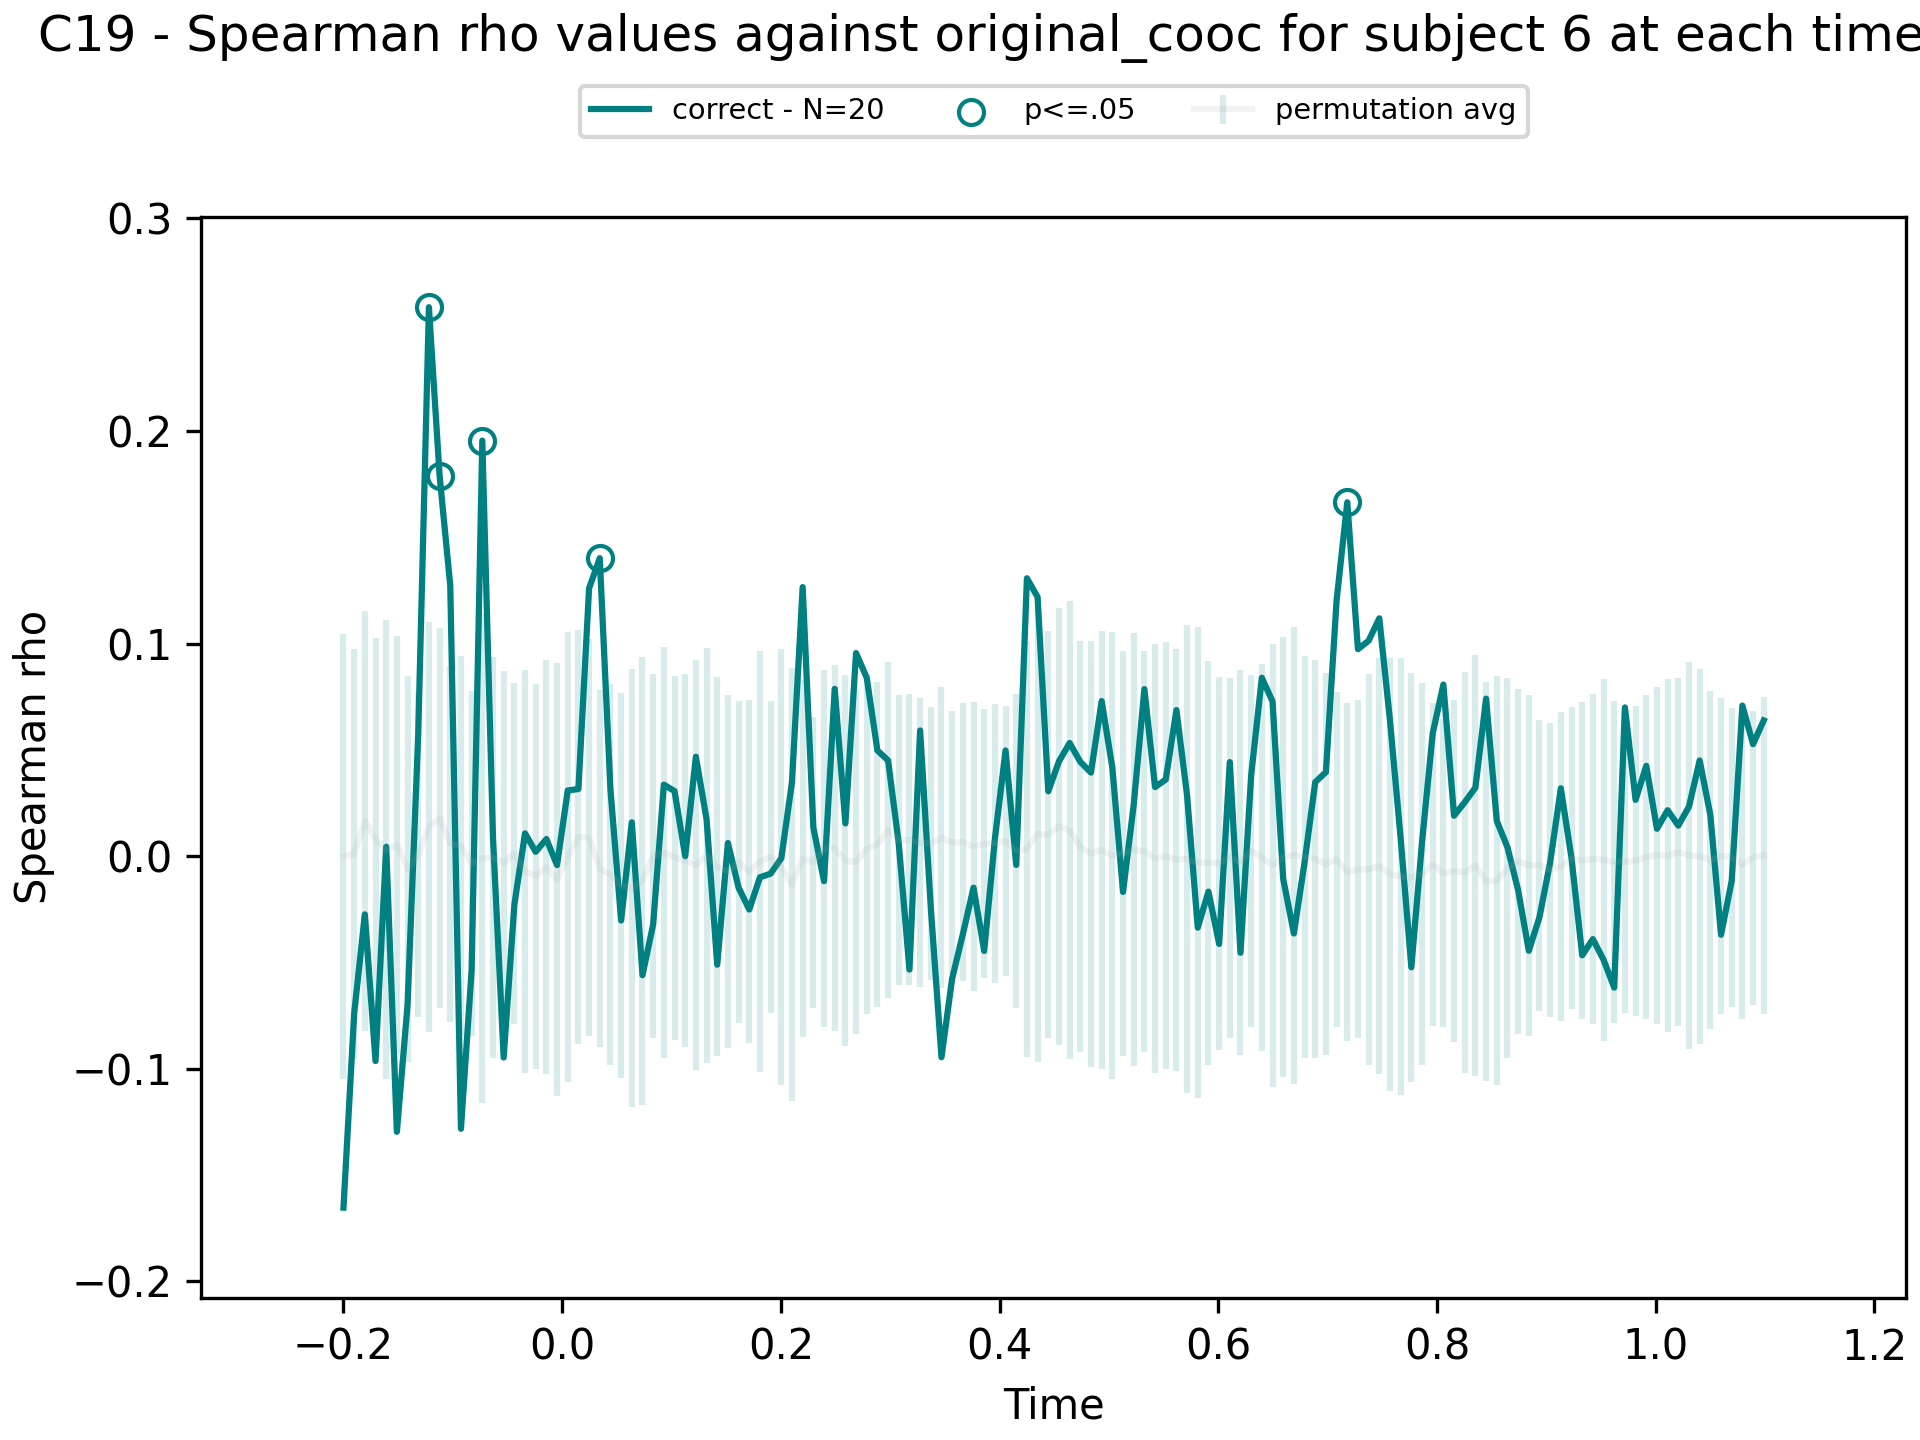 C19 - Spearman rho values against original_cooc for subject 6 at each time
correct - N=20
p<=.05
permutation avg
0.3
0.2
0.1
0.0
−0.1
−0.2
Spearman rho
−0.2
0.0
0.2
0.4
0.6
0.8
1.0
1.2
Time